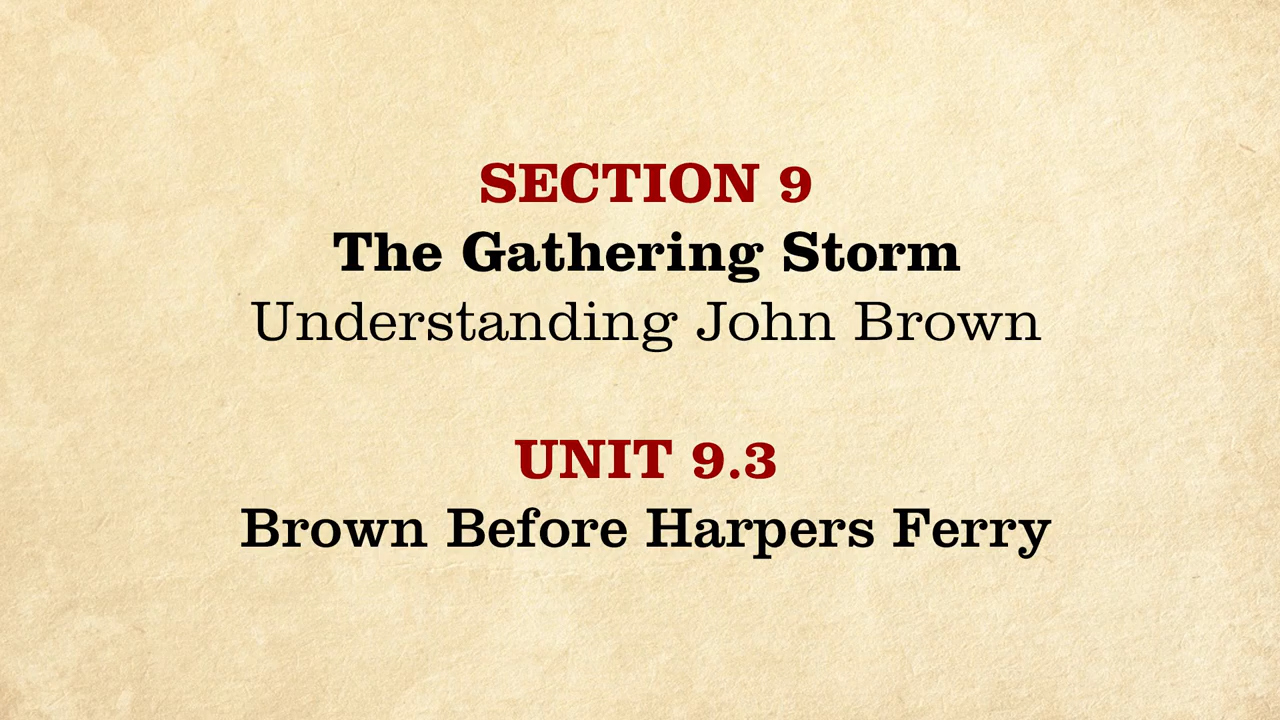 SECTION 9
The Gathering Storm
Understanding John Brown
UNIT 9.3
Brown Before Harpers Ferry